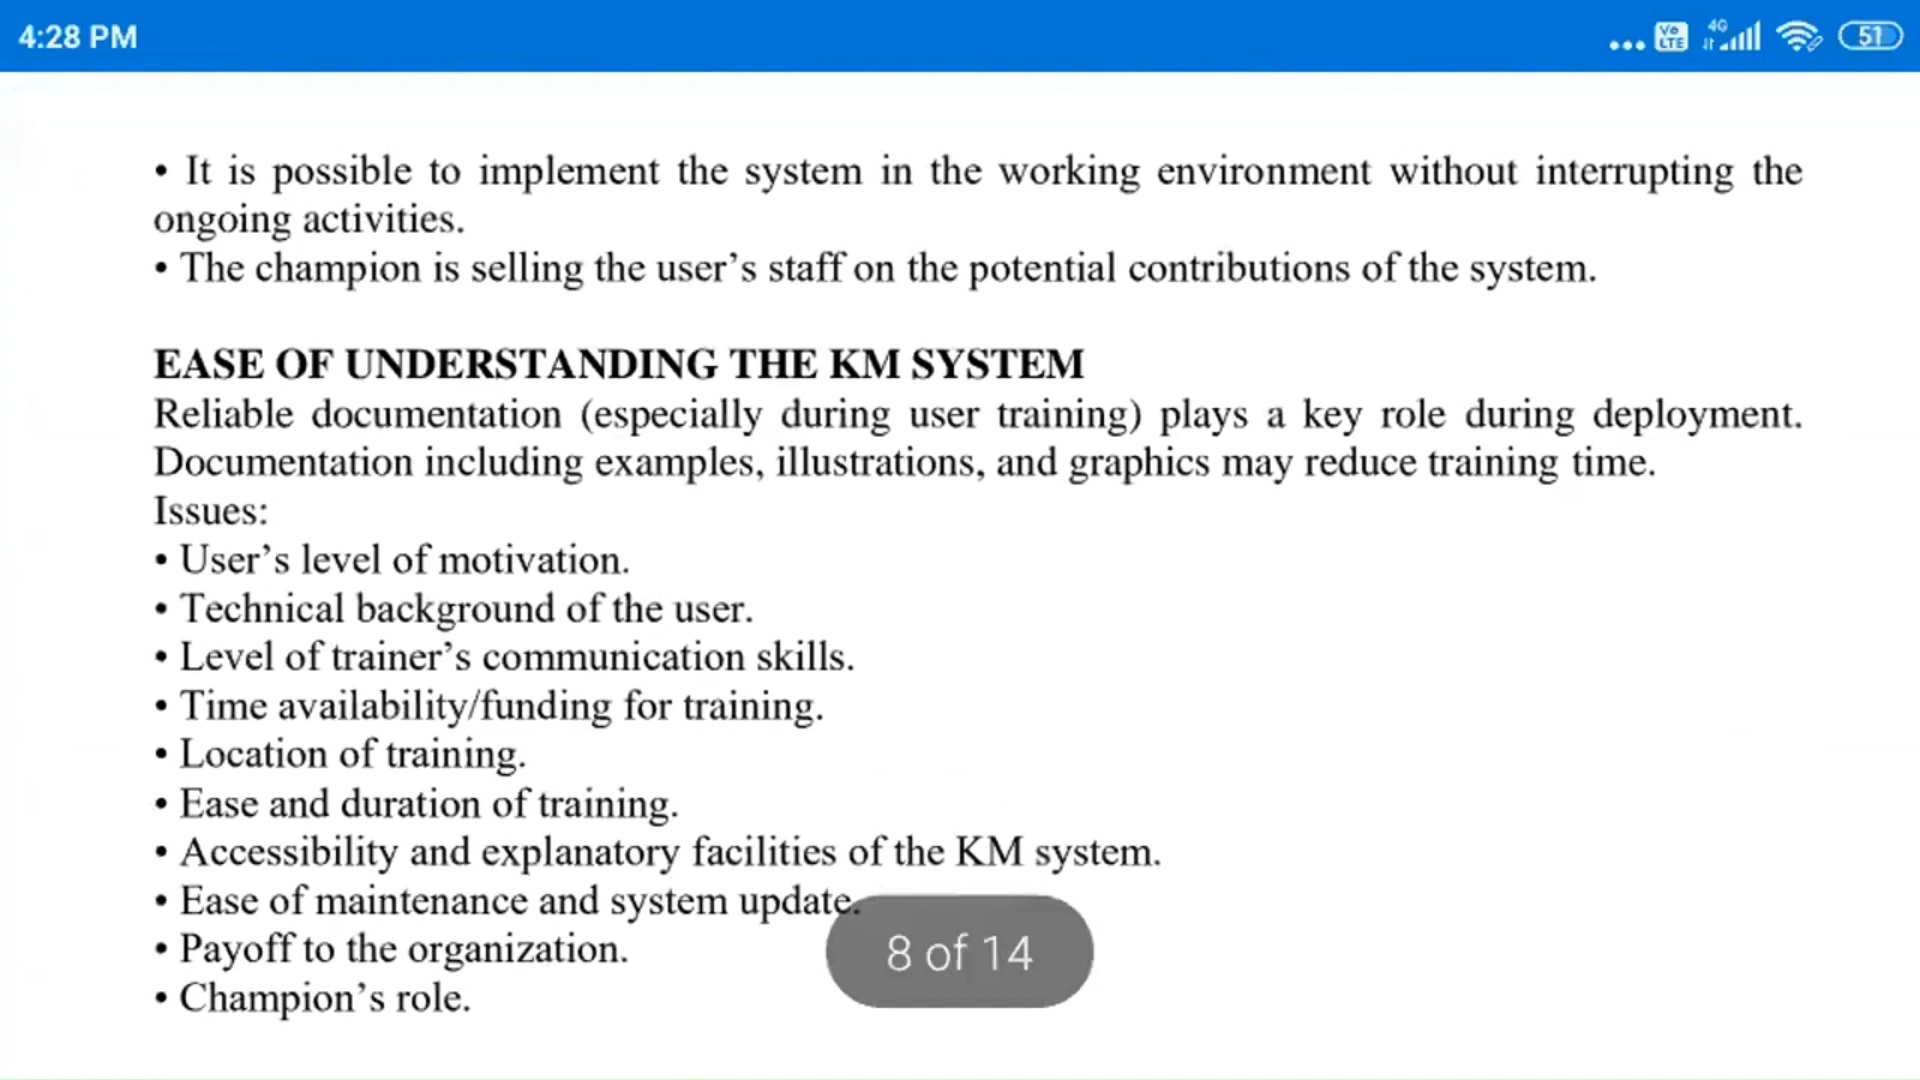 4:28 PM
Vo LTE 4G 51
• It is possible to implement the system in the working environment without interrupting the
ongoing activities.
• The champion is selling the user’s staff on the potential contributions of the system.
EASE OF UNDERSTANDING THE KM SYSTEM
Reliable documentation (especially during user training) plays a key role during deployment.
Documentation including examples, illustrations, and graphics may reduce training time.
Issues:
• User’s level of motivation.
• Technical background of the user.
• Level of trainer’s communication skills.
• Time availability/funding for training.
• Location of training.
• Ease and duration of training.
• Accessibility and explanatory facilities of the KM system.
• Ease of maintenance and system update.
• Payoff to the organization.
• Champion’s role.
8 of 14